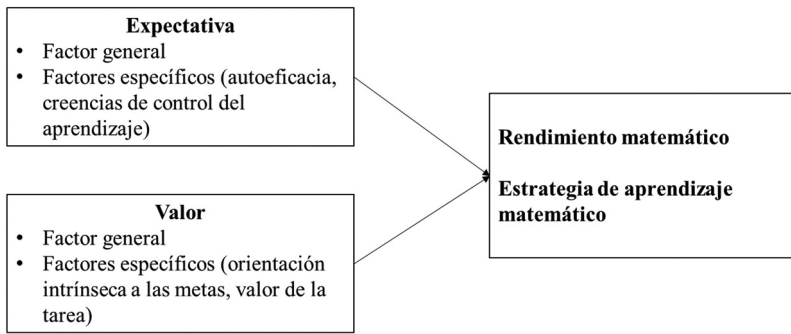 Expectativa
• Factor general
• Factores específicos (autoeficacia,
creencias de control del
aprendizaje)
Valor
• Factor general
• Factores específicos (orientación
intrínseca a las metas, valor de la
tarea)
Rendimiento matemático
Estrategia de aprendizaje
matemático